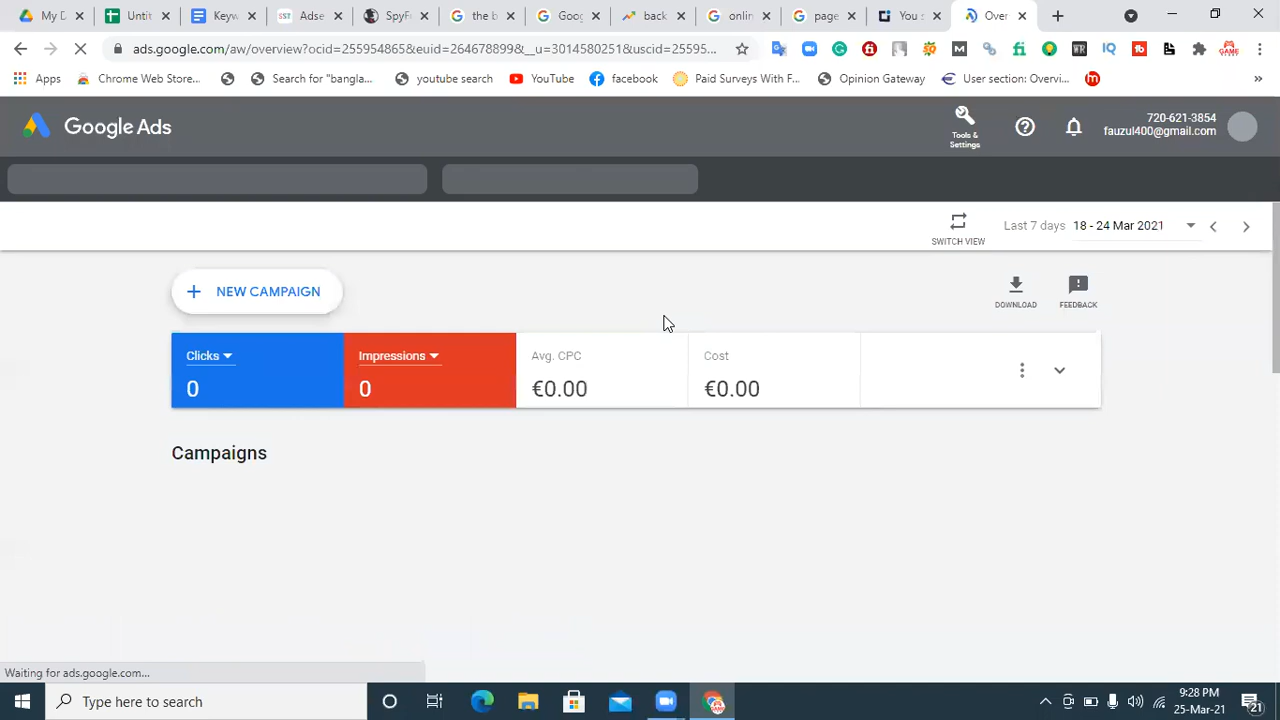 My D
Untit
Keyw
SST
Adse
SpyF
the b
Goog
back
onlin
page
You s
Over
ads.google.com/aw/overview?ocid=255954865&euid=264678899&__u=3014580251&uscid=25595...
Apps
Chrome Web Store...
Search for "bangla...
youtube search
YouTube
facebook
Paid Surveys With F...
Opinion Gateway
User section: Overvi...
»
Google Ads
Tools & Settings
720-621-3854
fauzul400@gmail.com
SWITCH VIEW
Last 7 days
18 - 24 Mar 2021
+ NEW CAMPAIGN
DOWNLOAD
FEEDBACK
Clicks
0
Impressions
0
Avg. CPC
€0.00
Cost
€0.00
Campaigns
Waiting for ads.google.com...
Type here to search
9:28 PM
25-Mar-21
21